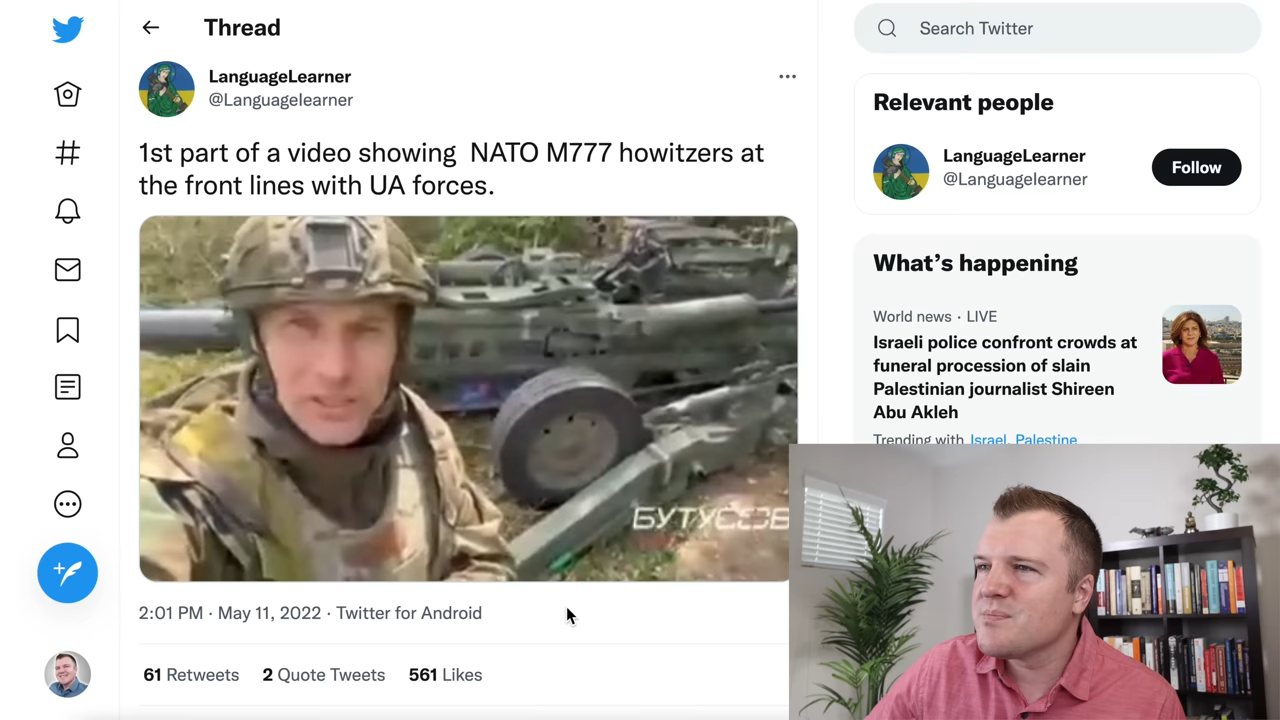 Thread
LanguageLearner
@Languagelearner
1st part of a video showing  NATO M777 howitzers at
the front lines with UA forces.
БУТУСОВ
2:01 PM · May 11, 2022 · Twitter for Android
61 Retweets 2 Quote Tweets 561 Likes
Search Twitter
Relevant people
LanguageLearner
@Languagelearner
Follow
What's happening
World news · LIVE
Israeli police confront crowds at
funeral procession of slain
Palestinian journalist Shireen
Abu Akleh
Trending with Israel, Palestine